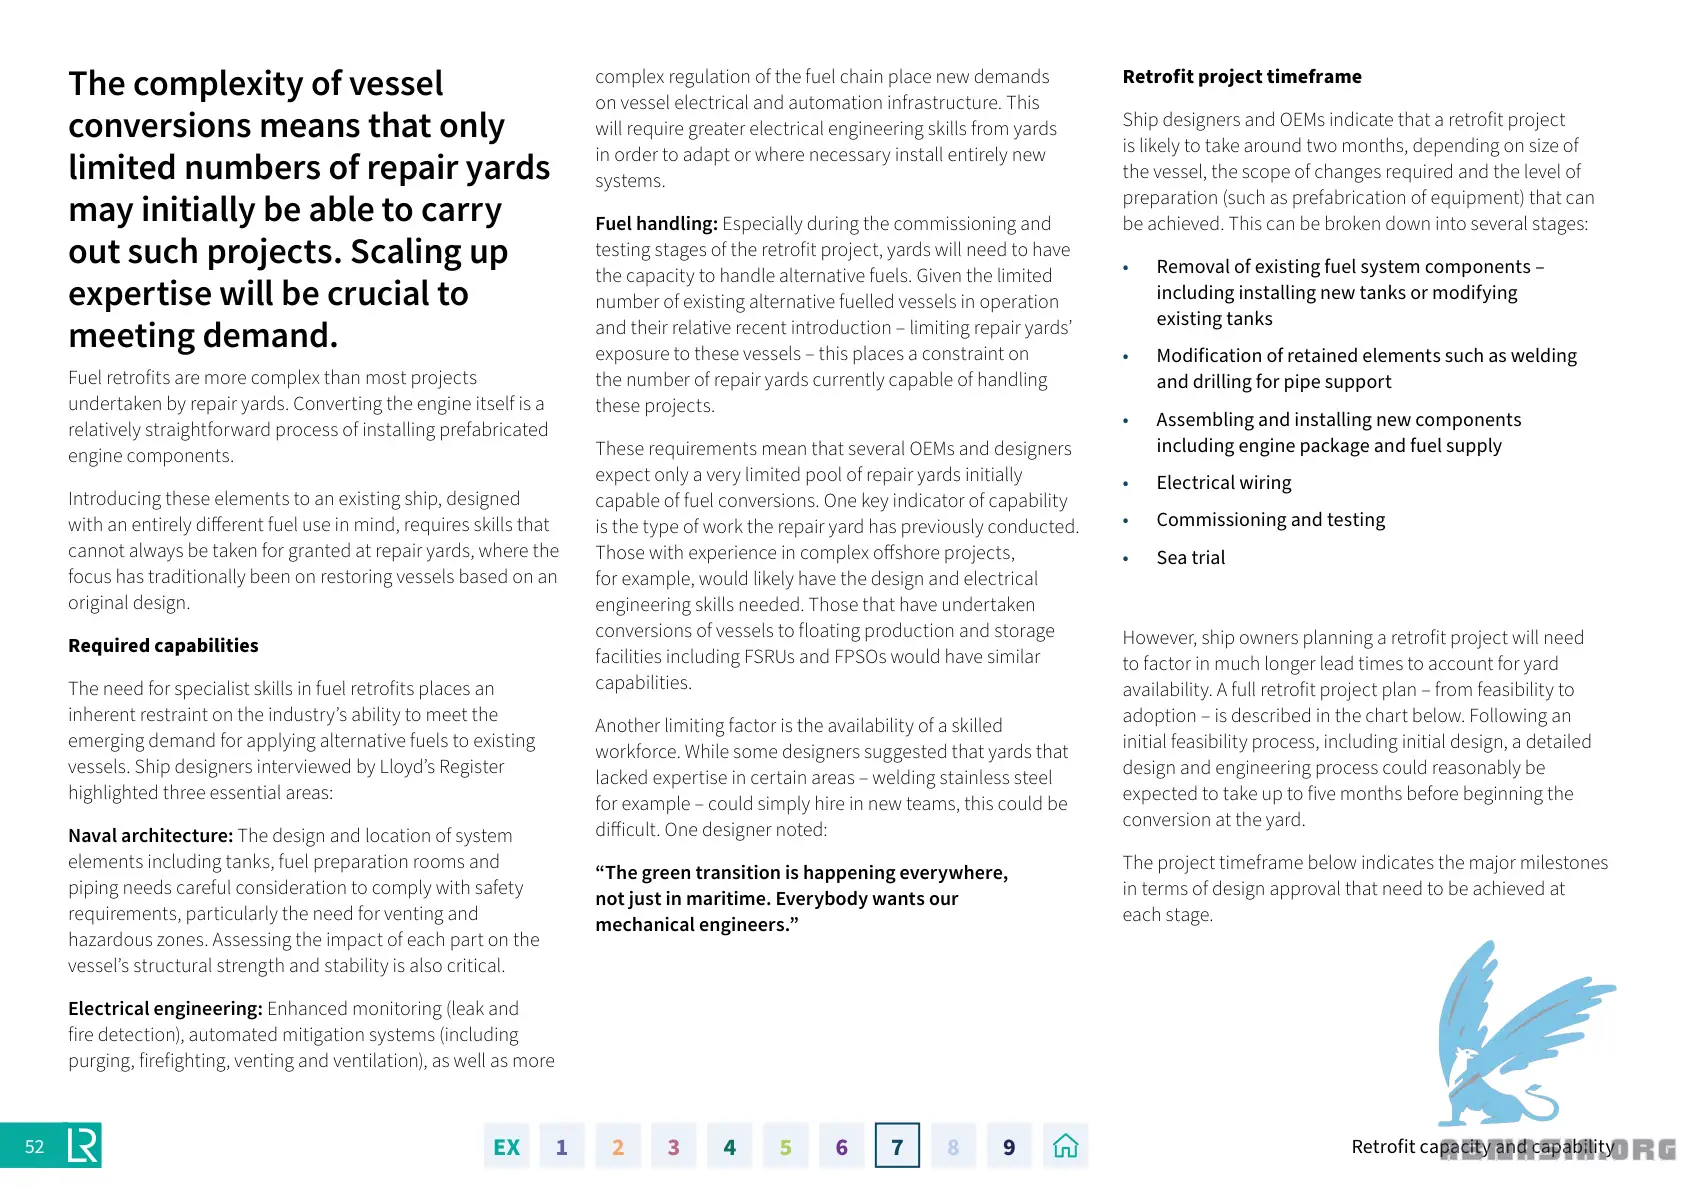 The complexity of vessel
conversions means that only
limited numbers of repair yards
may initially be able to carry
out such projects. Scaling up
expertise will be crucial to
meeting demand.
Fuel retrofits are more complex than most projects
undertaken by repair yards. Converting the engine itself is a
relatively straightforward process of installing prefabricated
engine components.
Introducing these elements to an existing ship, designed
with an entirely different fuel use in mind, requires skills that
cannot always be taken for granted at repair yards, where the
focus has traditionally been on restoring vessels based on an
original design.
Required capabilities
The need for specialist skills in fuel retrofits places an
inherent restraint on the industry’s ability to meet the
emerging demand for applying alternative fuels to existing
vessels. Ship designers interviewed by Lloyd’s Register
highlighted three essential areas:
Naval architecture: The design and location of system
elements including tanks, fuel preparation rooms and
piping needs careful consideration to comply with safety
requirements, particularly the need for venting and
hazardous zones. Assessing the impact of each part on the
vessel’s structural strength and stability is also critical.
Electrical engineering: Enhanced monitoring (leak and
fire detection), automated mitigation systems (including
purging, firefighting, venting and ventilation), as well as more
complex regulation of the fuel chain place new demands
on vessel electrical and automation infrastructure. This
will require greater electrical engineering skills from yards
in order to adapt or where necessary install entirely new
systems.
Fuel handling: Especially during the commissioning and
testing stages of the retrofit project, yards will need to have
the capacity to handle alternative fuels. Given the limited
number of existing alternative fuelled vessels in operation
and their relative recent introduction – limiting repair yards’
exposure to these vessels – this places a constraint on
the number of repair yards currently capable of handling
these projects.
These requirements mean that several OEMs and designers
expect only a very limited pool of repair yards initially
capable of fuel conversions. One key indicator of capability
is the type of work the repair yard has previously conducted.
Those with experience in complex offshore projects,
for example, would likely have the design and electrical
engineering skills needed. Those that have undertaken
conversions of vessels to floating production and storage
facilities including FSRUs and FPSOs would have similar
capabilities.
Another limiting factor is the availability of a skilled
workforce. While some designers suggested that yards that
lacked expertise in certain areas – welding stainless steel
for example – could simply hire in new teams, this could be
difficult. One designer noted:
“The green transition is happening everywhere,
not just in maritime. Everybody wants our
mechanical engineers.”
Retrofit project timeframe
Ship designers and OEMs indicate that a retrofit project
is likely to take around two months, depending on size of
the vessel, the scope of changes required and the level of
preparation (such as prefabrication of equipment) that can
be achieved. This can be broken down into several stages:
• Removal of existing fuel system components –
including installing new tanks or modifying
existing tanks
• Modification of retained elements such as welding
and drilling for pipe support
• Assembling and installing new components
including engine package and fuel supply
• Electrical wiring
• Commissioning and testing
• Sea trial
However, ship owners planning a retrofit project will need
to factor in much longer lead times to account for yard
availability. A full retrofit project plan – from feasibility to
adoption – is described in the chart below. Following an
initial feasibility process, including initial design, a detailed
design and engineering process could reasonably be
expected to take up to five months before beginning the
conversion at the yard.
The project timeframe below indicates the major milestones
in terms of design approval that need to be achieved at
each stage.
52 LR
EX 1 2 3 4 5 6 7 8 9
Retrofit capacity and capability